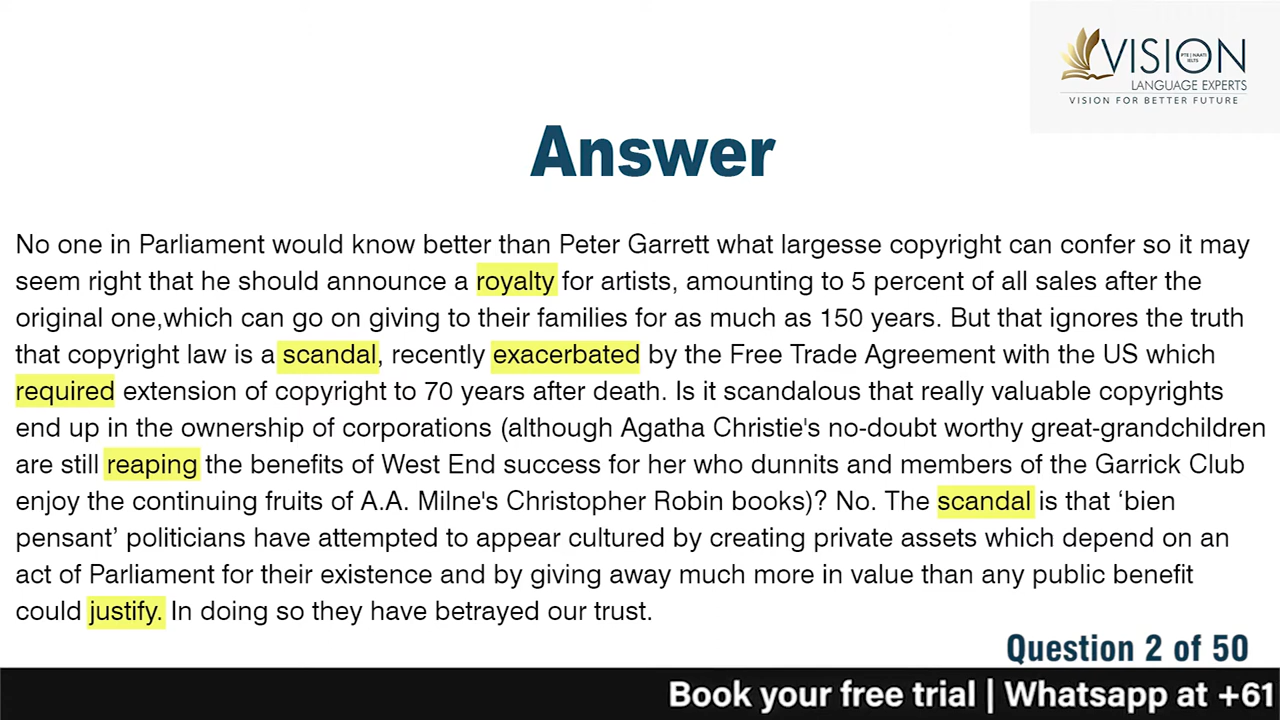 VISION
PTE | NAATI
IELTS
LANGUAGE EXPERTS
VISION FOR BETTER FUTURE
Answer
No one in Parliament would know better than Peter Garrett what largesse copyright can confer so it may
seem right that he should announce a royalty for artists, amounting to 5 percent of all sales after the
original one,which can go on giving to their families for as much as 150 years. But that ignores the truth
that copyright law is a scandal, recently exacerbated by the Free Trade Agreement with the US which
required extension of copyright to 70 years after death. Is it scandalous that really valuable copyrights
end up in the ownership of corporations (although Agatha Christie's no-doubt worthy great-grandchildren
are still reaping the benefits of West End success for her who dunnits and members of the Garrick Club
enjoy the continuing fruits of A.A. Milne's Christopher Robin books)? No. The scandal is that ‘bien
pensant’ politicians have attempted to appear cultured by creating private assets which depend on an
act of Parliament for their existence and by giving away much more in value than any public benefit
could justify. In doing so they have betrayed our trust.
Question 2 of 50
Book your free trial | Whatsapp at +61